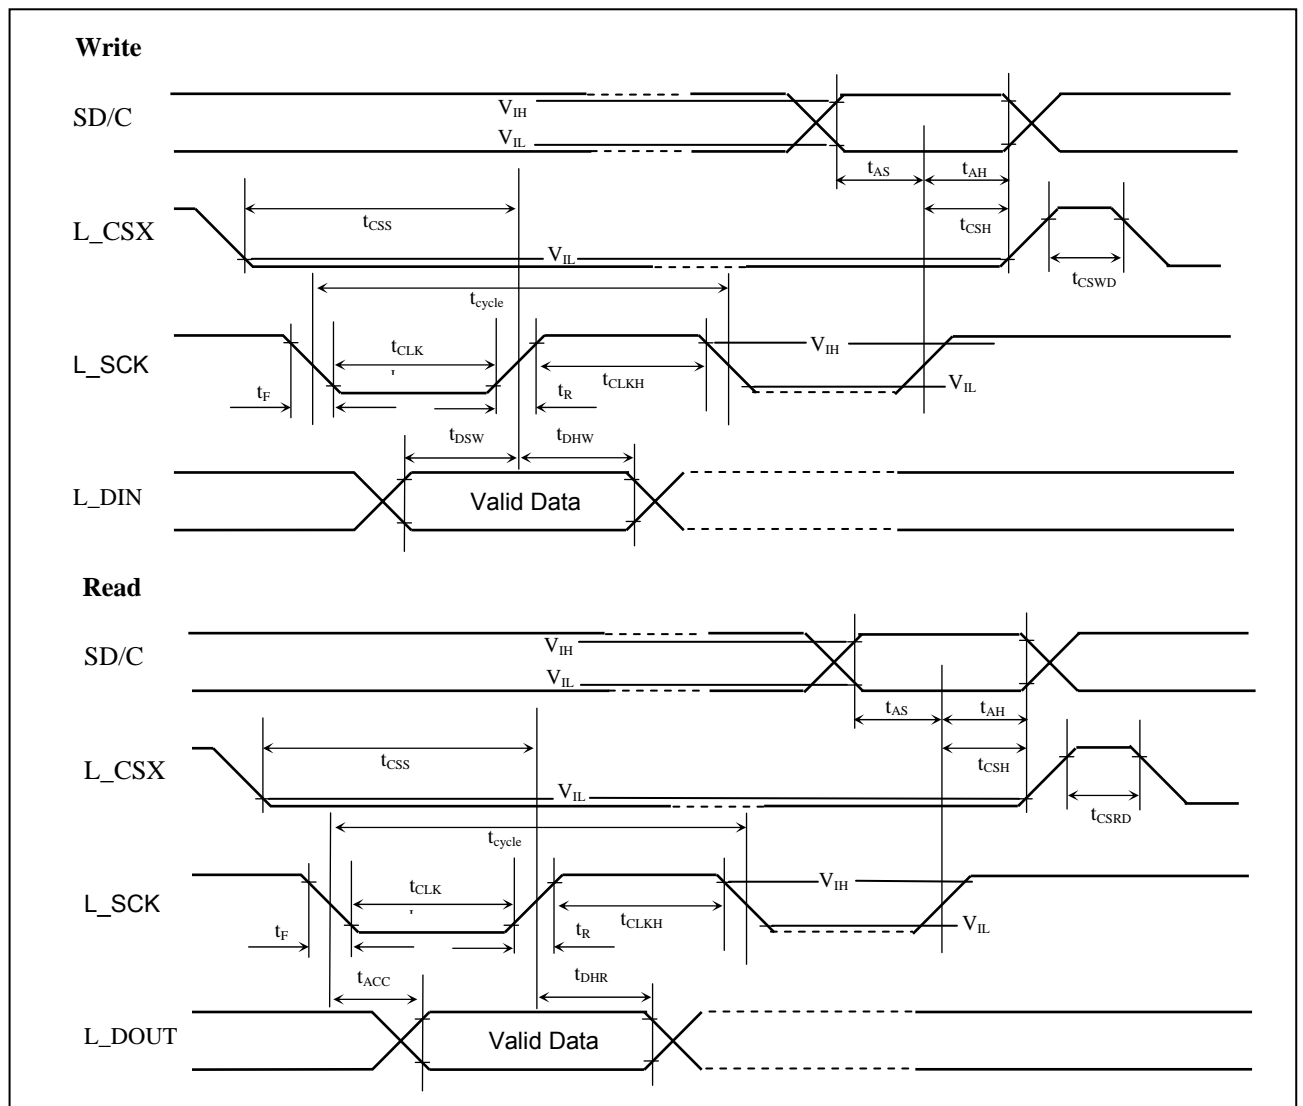 Write
SD/C
VIH
VIL
tAS
tAH
L_CSX
tCSS
tCSH
VIL
tCSWD
tcycle
L_SCK
tCLK
VIH
tF
tCLKH
tR
VIL
tDSW
tDHW
L_DIN
Valid Data
Read
SD/C
VIH
VIL
tAS
tAH
L_CSX
tCSS
tCSH
VIL
tCSRD
tcycle
L_SCK
tCLK
VIH
tF
tCLKH
tR
VIL
tACC
tDHR
L_DOUT
Valid Data